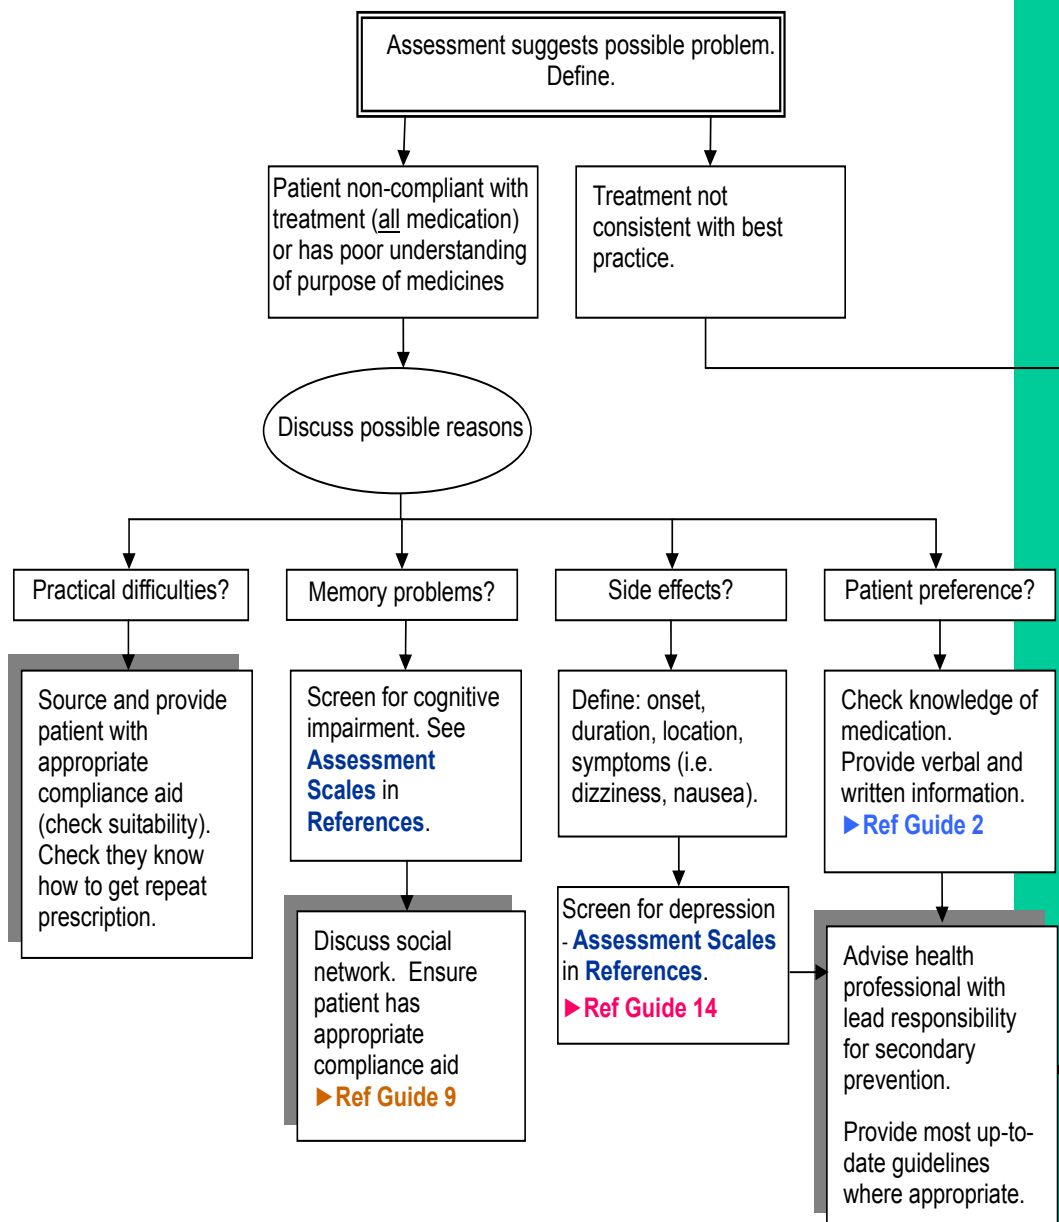 Assessment suggests possible problem.
Define.
Patient non-compliant with
treatment (all medication)
or has poor understanding
of purpose of medicines
Treatment not
consistent with best
practice.
Discuss possible reasons
Practical difficulties?
Memory problems?
Side effects?
Patient preference?
Source and provide
patient with
appropriate
compliance aid
(check suitability).
Check they know
how to get repeat
prescription.
Screen for cognitive
impairment. See
Assessment
Scales in
References.
Define: onset,
duration, location,
symptoms (i.e.
dizziness, nausea).
Check knowledge of
medication.
Provide verbal and
written information.
▶Ref Guide 2
Discuss social
network. Ensure
patient has
appropriate
compliance aid
▶Ref Guide 9
Screen for depression
- Assessment Scales
in References.
▶Ref Guide 14
Advise health
professional with
lead responsibility
for secondary
prevention.
Provide most up-to-
date guidelines
where appropriate.